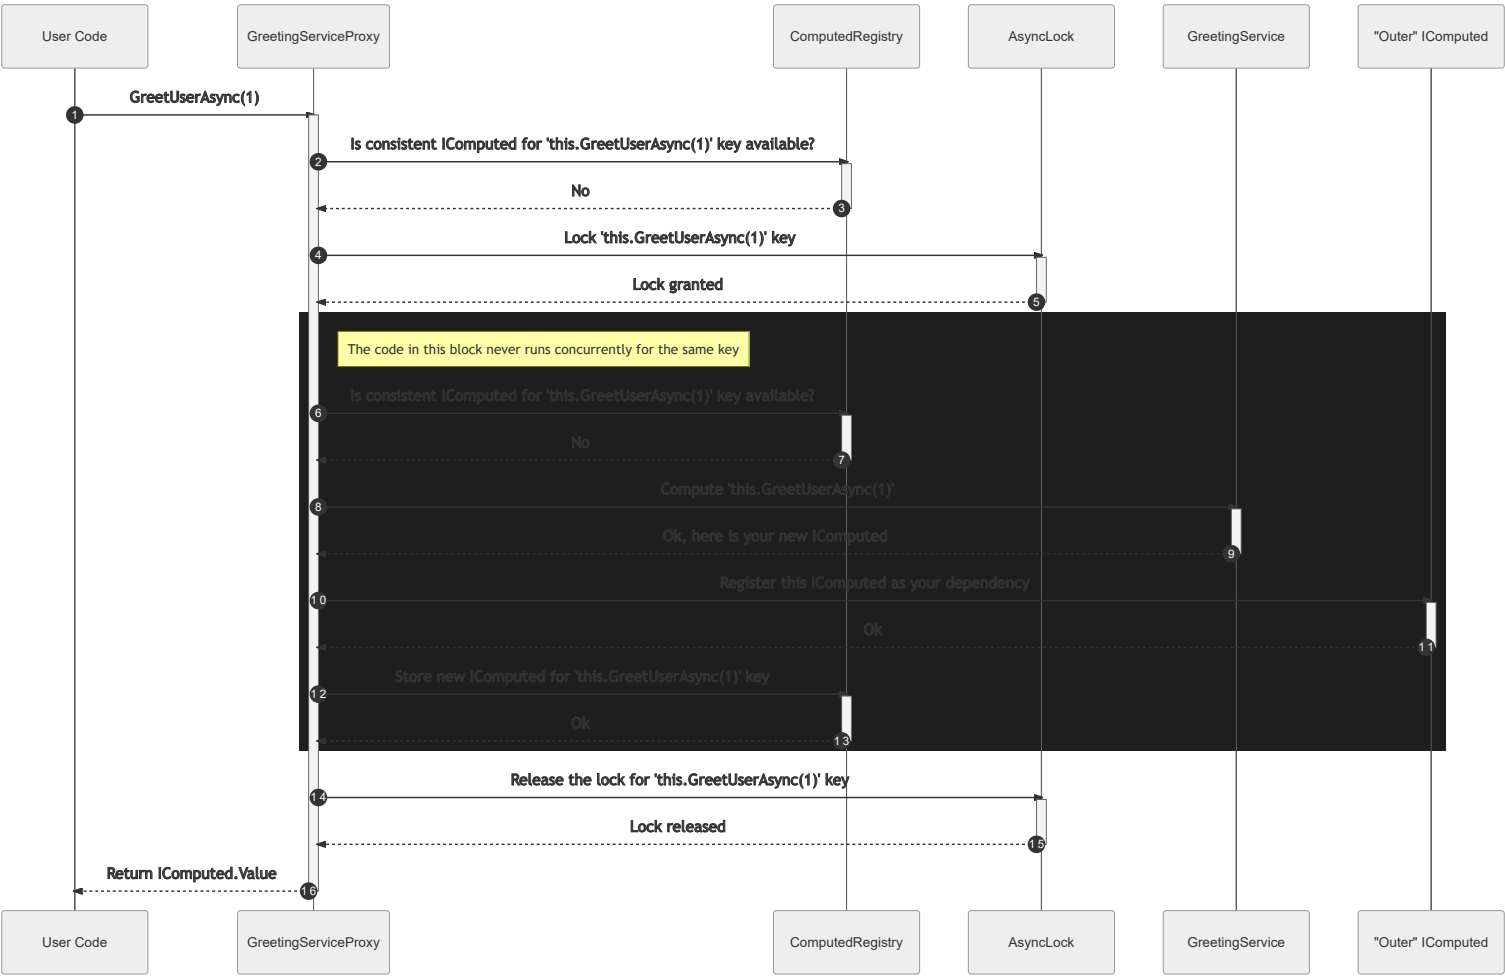 User Code
GreetingServiceProxy
ComputedRegistry
AsyncLock
GreetingService
"Outer" IComputed
GreetUserAsync(1)
1
Is consistent IComputed for 'this.GreetUserAsync(1)' key available?
2
No
3
Lock 'this.GreetUserAsync(1)' key
4
Lock granted
5
The code in this block never runs concurrently for the same key
Is consistent IComputed for 'this.GreetUserAsync(1)' key available?
6
No
7
Compute 'this.GreetUserAsync(1)'
8
Ok, here is your new IComputed
9
Register this IComputed as your dependency
10
Ok
11
Store new IComputed for 'this.GreetUserAsync(1)' key
12
Ok
13
Release the lock for 'this.GreetUserAsync(1)' key
14
Lock released
15
Return IComputed.Value
16
User Code
GreetingServiceProxy
ComputedRegistry
AsyncLock
GreetingService
"Outer" IComputed